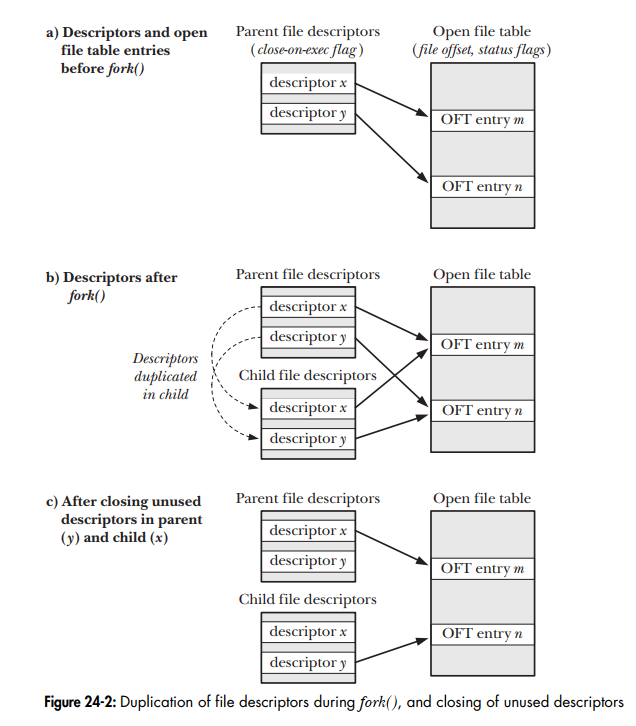 a) Descriptors and open
file table entries
before fork()
Parent file descriptors
(close-on-exec flag)
Open file table
(file offset, status flags)
descriptor x
descriptor y
OFT entry m
OFT entry n
b) Descriptors after
fork()
Parent file descriptors
Open file table
descriptor x
descriptor y
OFT entry m
Descriptors
duplicated
in child
Child file descriptors
descriptor x
descriptor y
OFT entry n
c) After closing unused
descriptors in parent
(y) and child (x)
Parent file descriptors
Open file table
descriptor x
descriptor y
OFT entry m
Child file descriptors
descriptor x
descriptor y
OFT entry n
Figure 24-2: Duplication of file descriptors during fork(), and closing of unused descriptors